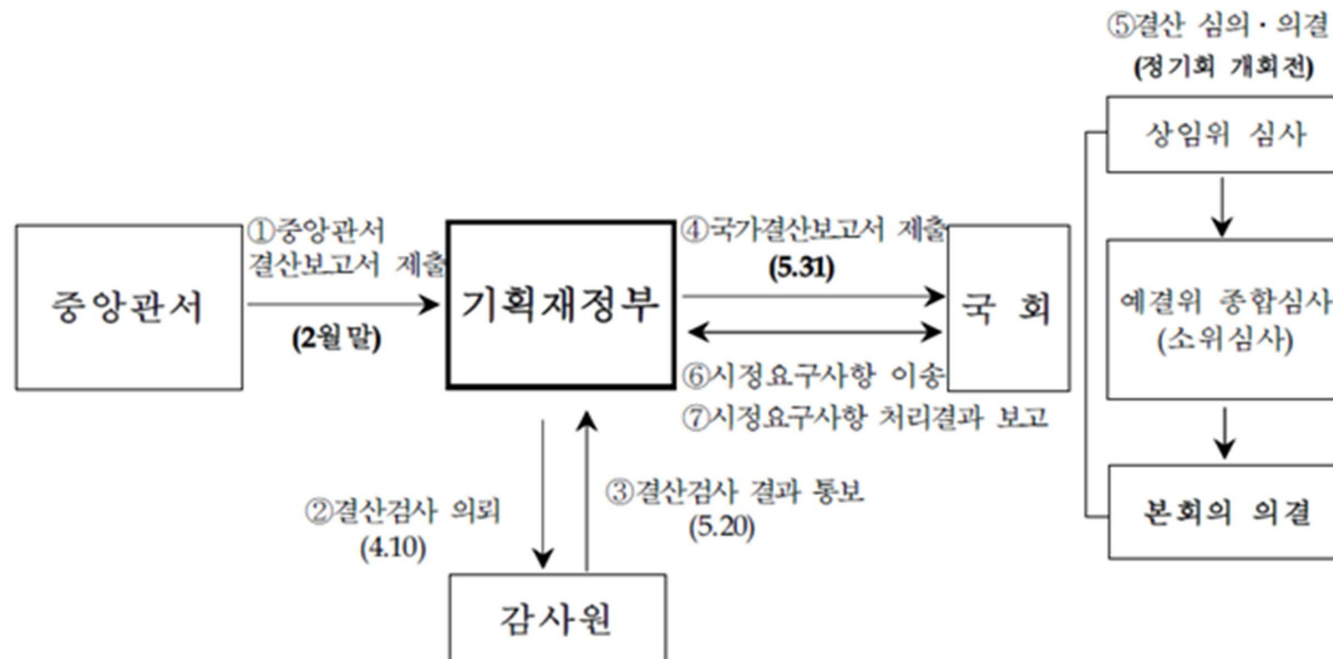 ⑤결산 심의·의결
(정기회 개회전)
상임위 심사
예결위 종합심사
(소위심사)
본회의 의결
중앙관서
①중앙관서
결산보고서 제출
(2월말)
기획재정부
④국가결산보고서 제출
(5.31)
국 회
⑥시정요구사항 이송
⑦시정요구사항 처리결과 보고
②결산검사 의뢰
(4.10)
③결산검사 결과 통보
(5.20)
감사원